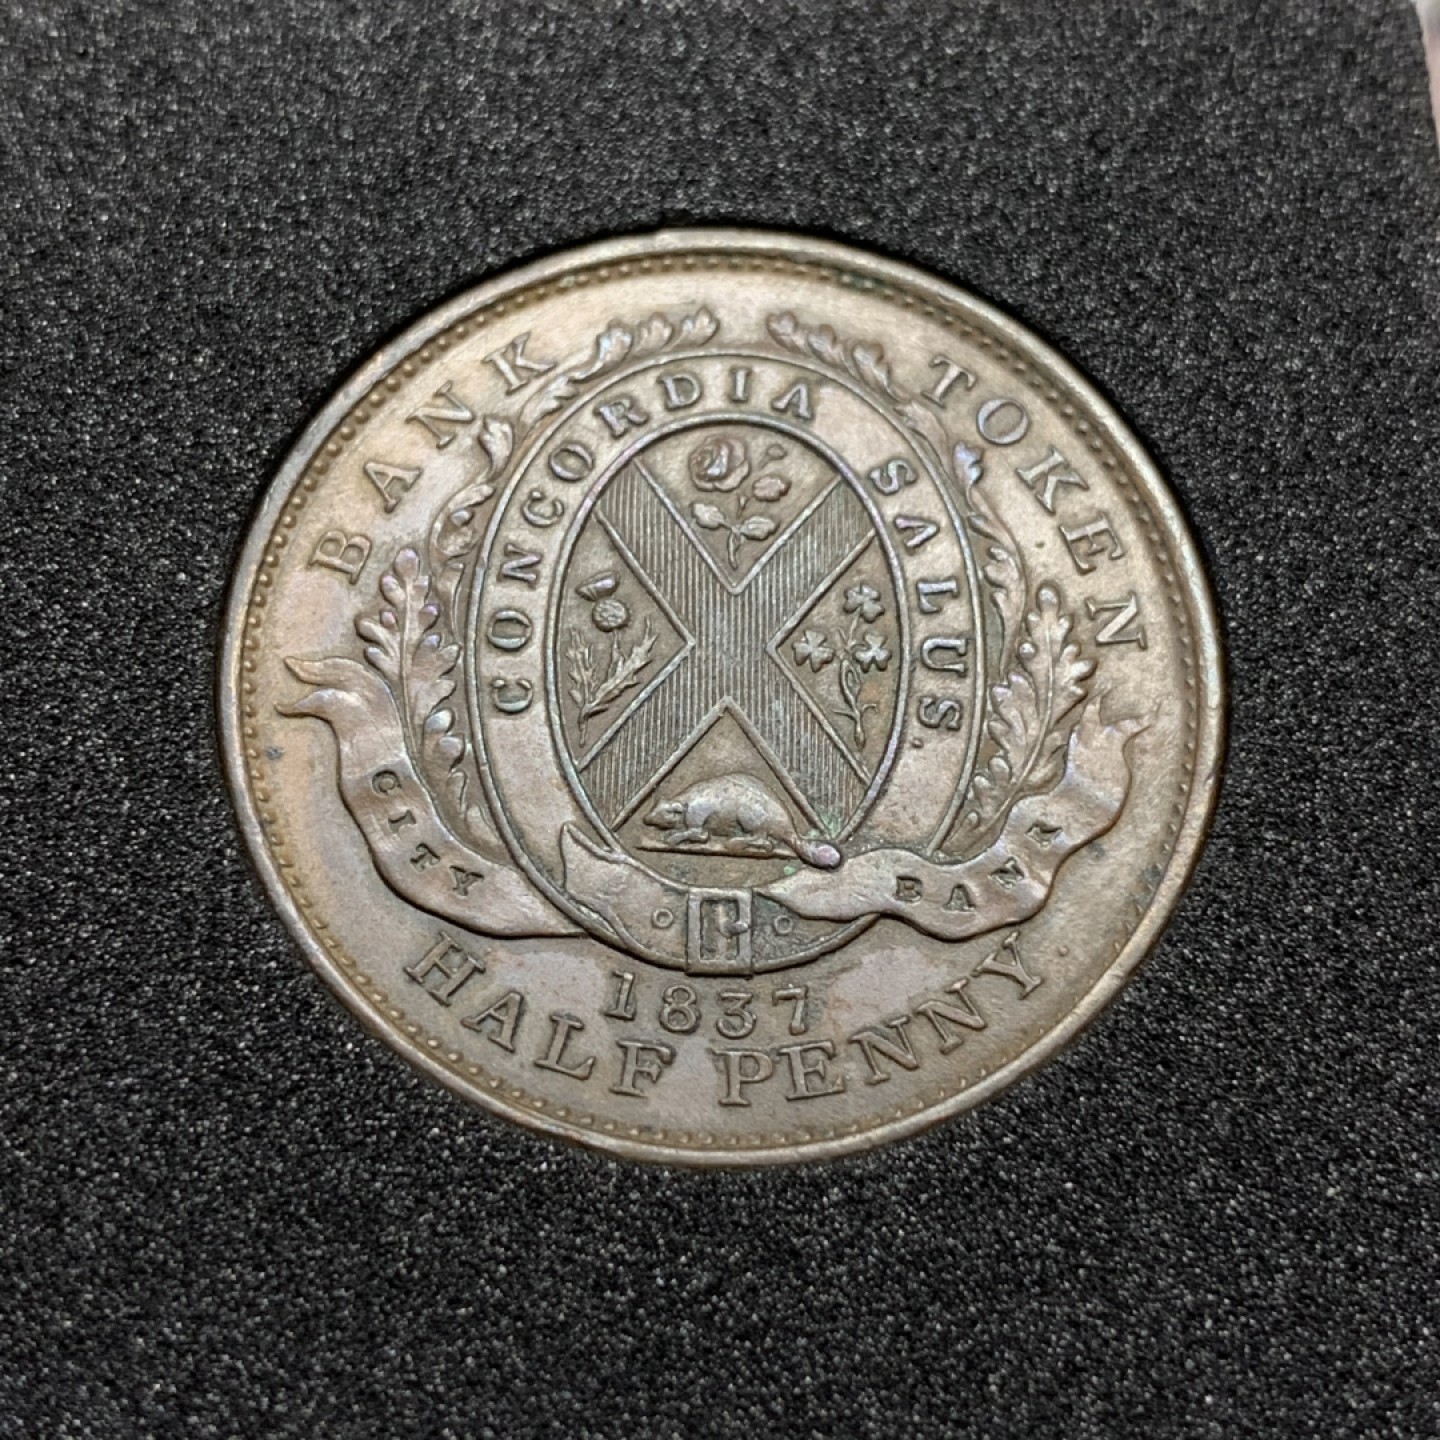 BANK TOKEN
CONCORDIA SALUS.
CITY BANK
1837
HALF PENNY